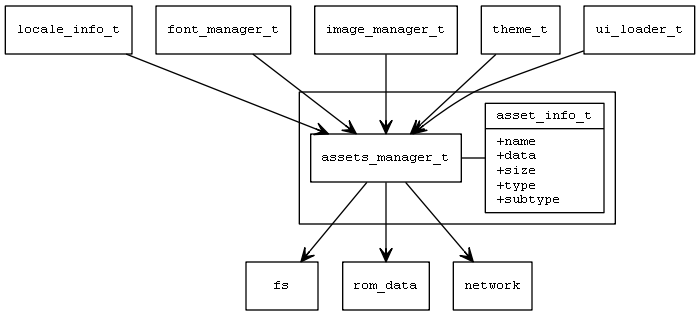 locale_info_t font_manager_t image_manager_t theme_t ui_loader_t
asset_info_t
+name
assets_manager_t +data
+size
+type
+subtype
fs rom_data network